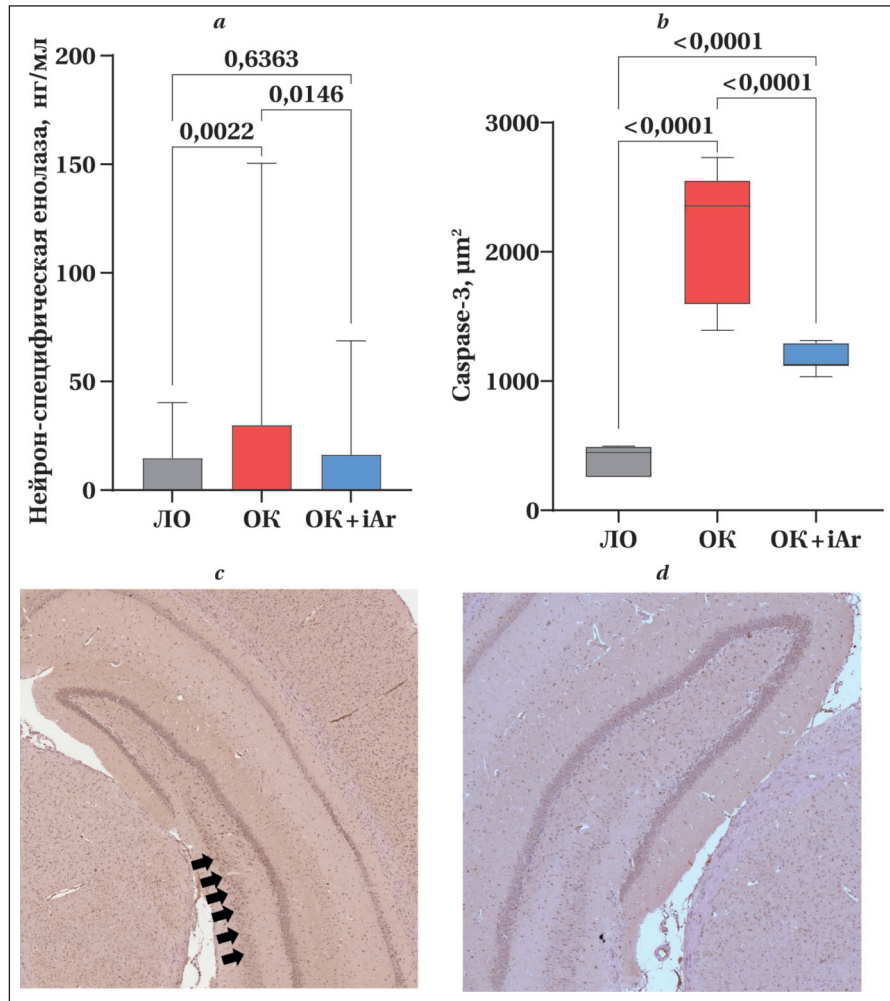 a
Нейрон-специфическая енолаза, нг/мл
200
150
100
50
0
0,6363
0,0146
0,0022
ЛО
ОК
ОК+iAr
b
Caspase-3, µm²
3000
2000
1000
0
<0,0001
<0,0001
<0,0001
ЛО
ОК
ОК+iAr
c
d